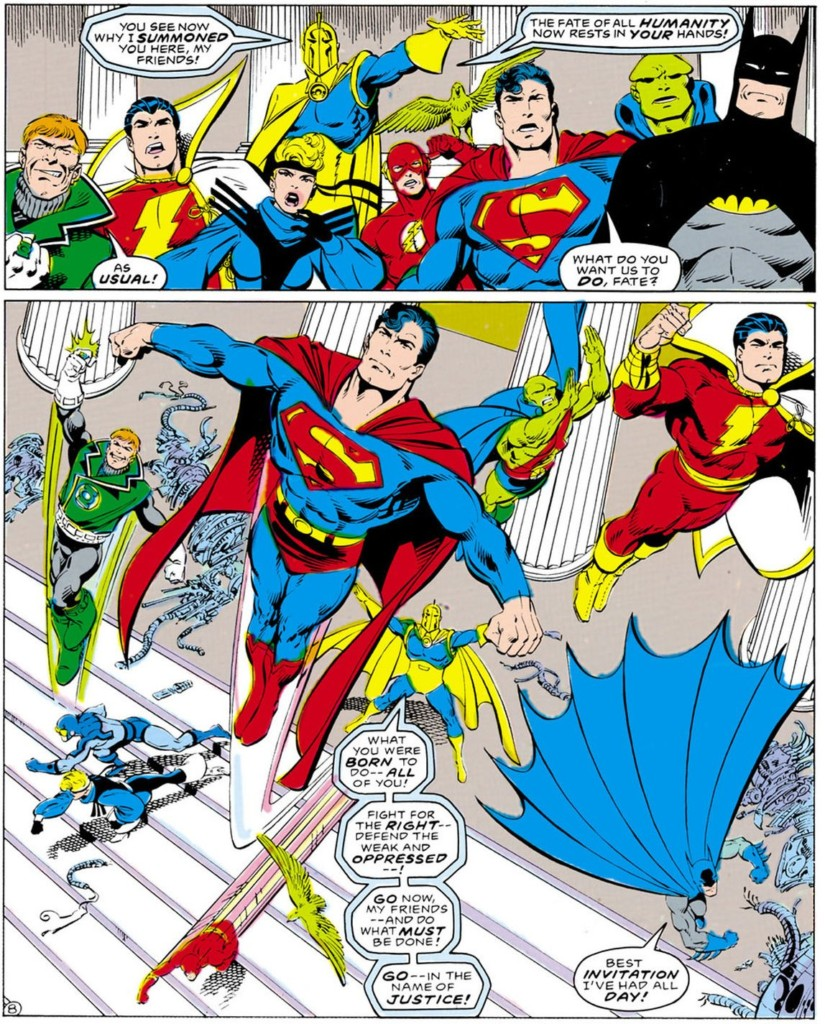 YOU SEE NOW
WHY I SUMMONED
YOU HERE, MY
FRIENDS!
THE FATE OF ALL HUMANITY
NOW RESTS IN YOUR HANDS!
AS
USUAL!
WHAT DO YOU
WANT US TO
DO, FATE?
WHAT
YOU WERE
BORN TO
DO--ALL
OF YOU!
FIGHT FOR
THE RIGHT--
DEFEND THE
WEAK AND
OPPRESSED
--!
GO NOW,
MY FRIENDS
--AND DO
WHAT MUST
BE DONE!
GO--IN THE
NAME OF
JUSTICE!
BEST
INVITATION
I'VE HAD ALL
DAY!
8